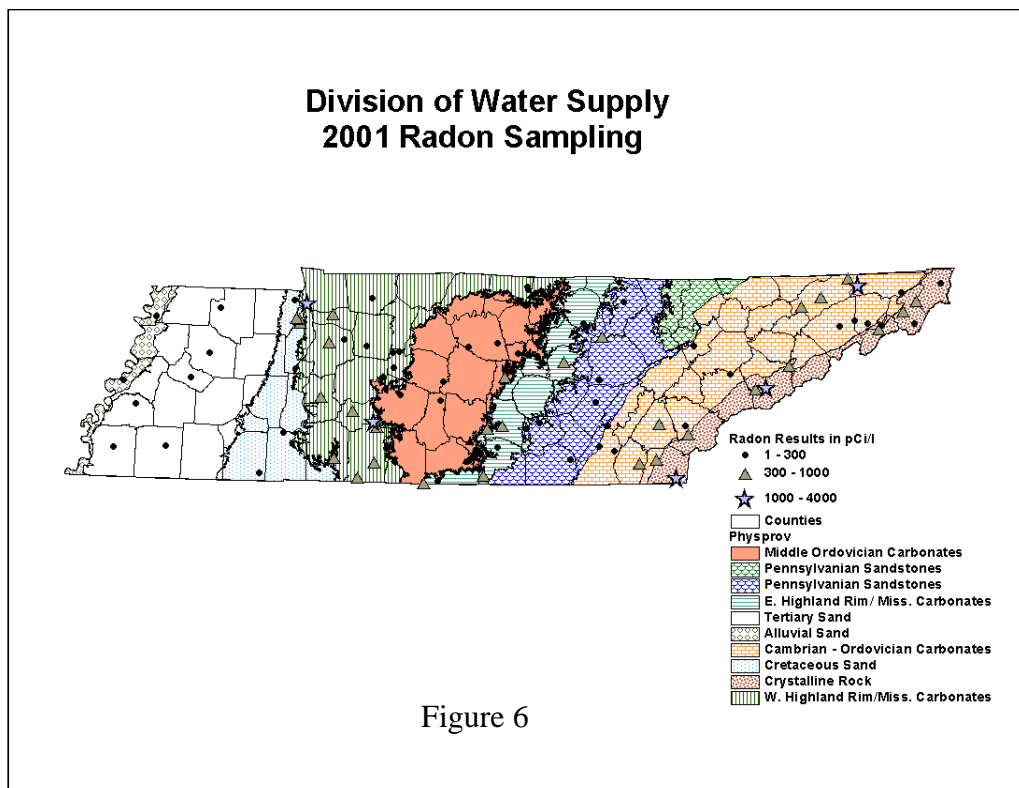 Division of Water Supply
2001 Radon Sampling
Radon Results in pCi/l
1 - 300
300 - 1000
1000 - 4000
Counties
Physprov
Middle Ordovician Carbonates
Pennsylvanian Sandstones
Pennsylvanian Sandstones
E. Highland Rim/ Miss. Carbonates
Tertiary Sand
Alluvial Sand
Cambrian - Ordovician Carbonates
Cretaceous Sand
Crystalline Rock
W. Highland Rim/Miss. Carbonates
Figure 6